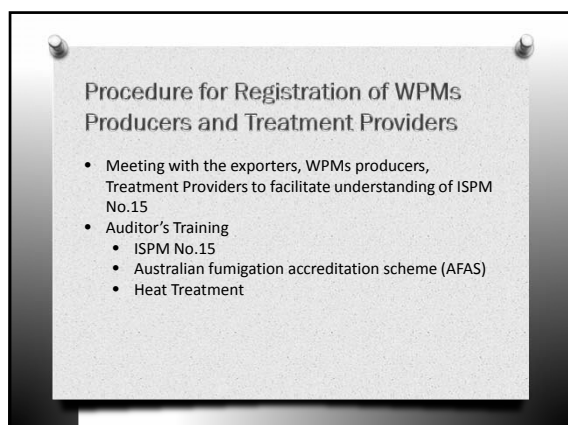 Procedure for Registration of WPMs
Producers and Treatment Providers
• Meeting with the exporters, WPMs producers,
Treatment Providers to facilitate understanding of ISPM
No.15
• Auditor's Training
• ISPM No.15
• Australian fumigation accreditation scheme (AFAS)
• Heat Treatment